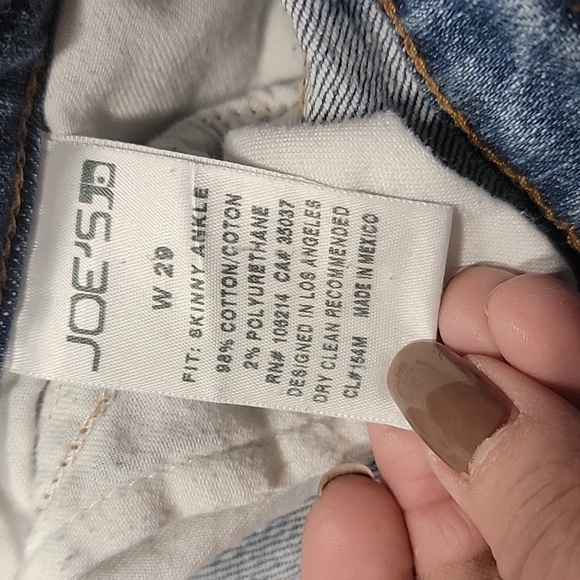 JOE'S JD
W 29
FIT: SKINNY ANKLE
98% COTTON/COTON
2% POLYURETHANE
RN# 106214 CA# 35037
DESIGNED IN LOS ANGELES
DRY CLEAN RECOMMENDED
CL#154M MADE IN MEXICO